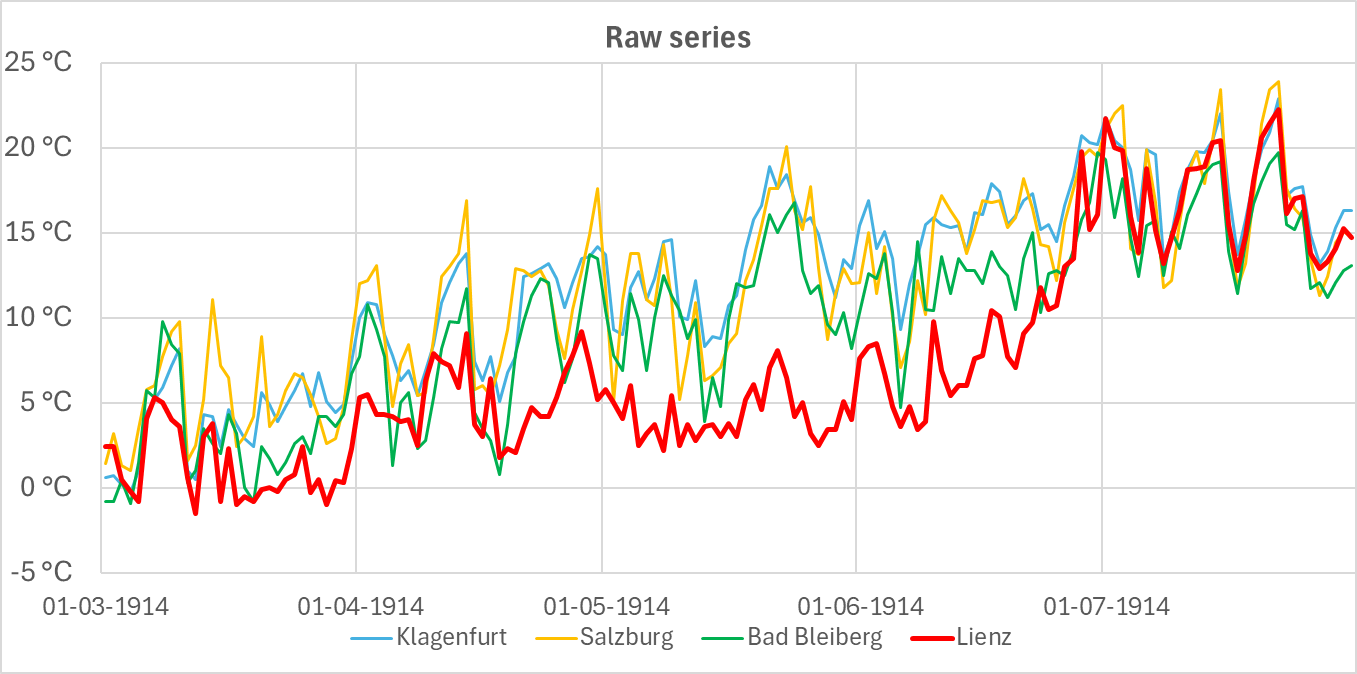 Raw series
25 °C
20 °C
15 °C
10 °C
5 °C
0 °C
-5 °C
01-03-1914 01-04-1914 01-05-1914 01-06-1914 01-07-1914
Klagenfurt Salzburg Bad Bleiberg Lienz